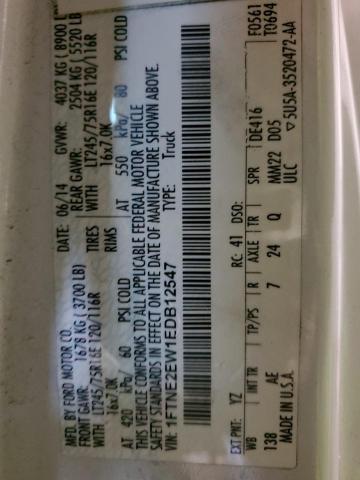 MFD. BY FORD MOTOR CO.
DATE: 06/14 GVWR: 4037 KG (8900 L
FRONT GAWR: 1678 KG (3700 LB) REAR GAWR: 2504 KG (5520 LB
WITH LT245/75R16E 120/116R TIRES WITH LT245/75R16E 120/116R
16x7.0K RIMS 16x7.0K
AT 420 kPa/ 60 PSI COLD AT 550 kPa/ 80 PSI COLD
THIS VEHICLE CONFORMS TO ALL APPLICABLE FEDERAL MOTOR VEHICLE
SAFETY STANDARDS IN EFFECT ON THE DATE OF MANUFACTURE SHOWN ABOVE.
VIN: 1FTNE2EW1EDB12547 TYPE: Truck
F0561
T0694
EXT PNT: YZ RC: 41 DSO:
WB INT TR TP/PS R AXLE TR SPR DE416
138 AE 7 24 Q MM22 D05
MADE IN U.S.A. ULC ▽5U5A-3520472-AA